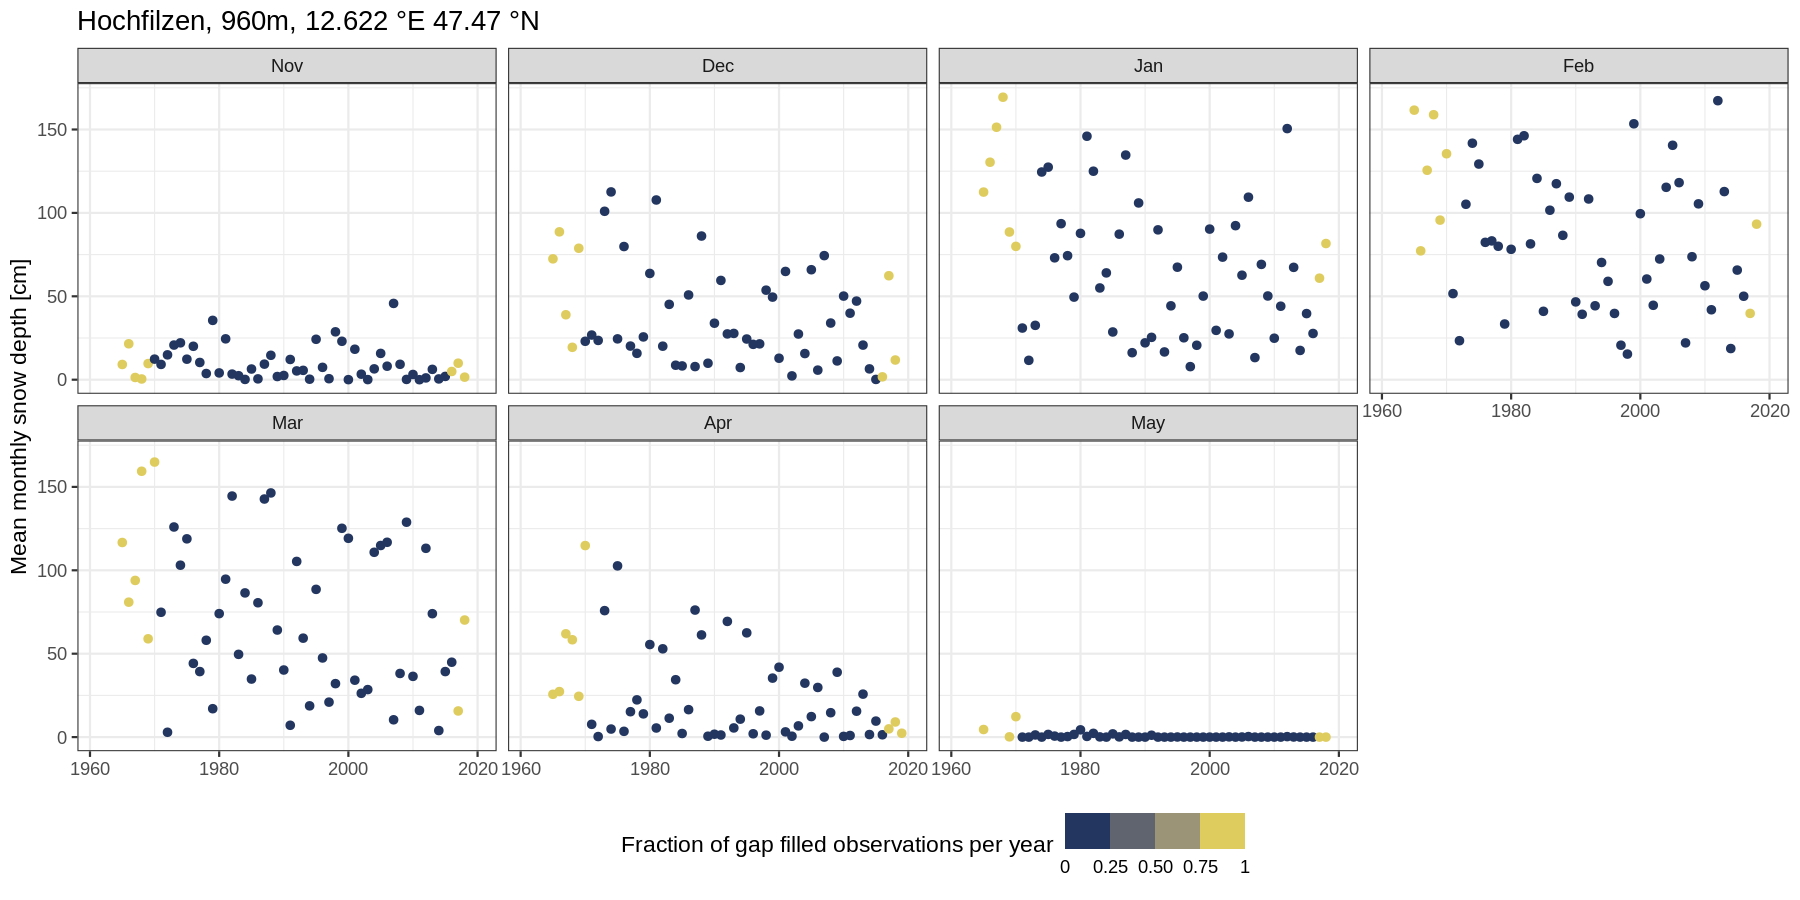 Hochfilzen, 960m, 12.622 °E 47.47 °N
Nov
Dec
Jan
Feb
Mean monthly snow depth [cm]
150
100
50
0
1960 1980 2000 2020
Mar
Apr
May
150
100
50
0
1960 1980 2000 2020
1960 1980 2000 2020
1960 1980 2000 2020
Fraction of gap filled observations per year
0 0.25 0.50 0.75 1